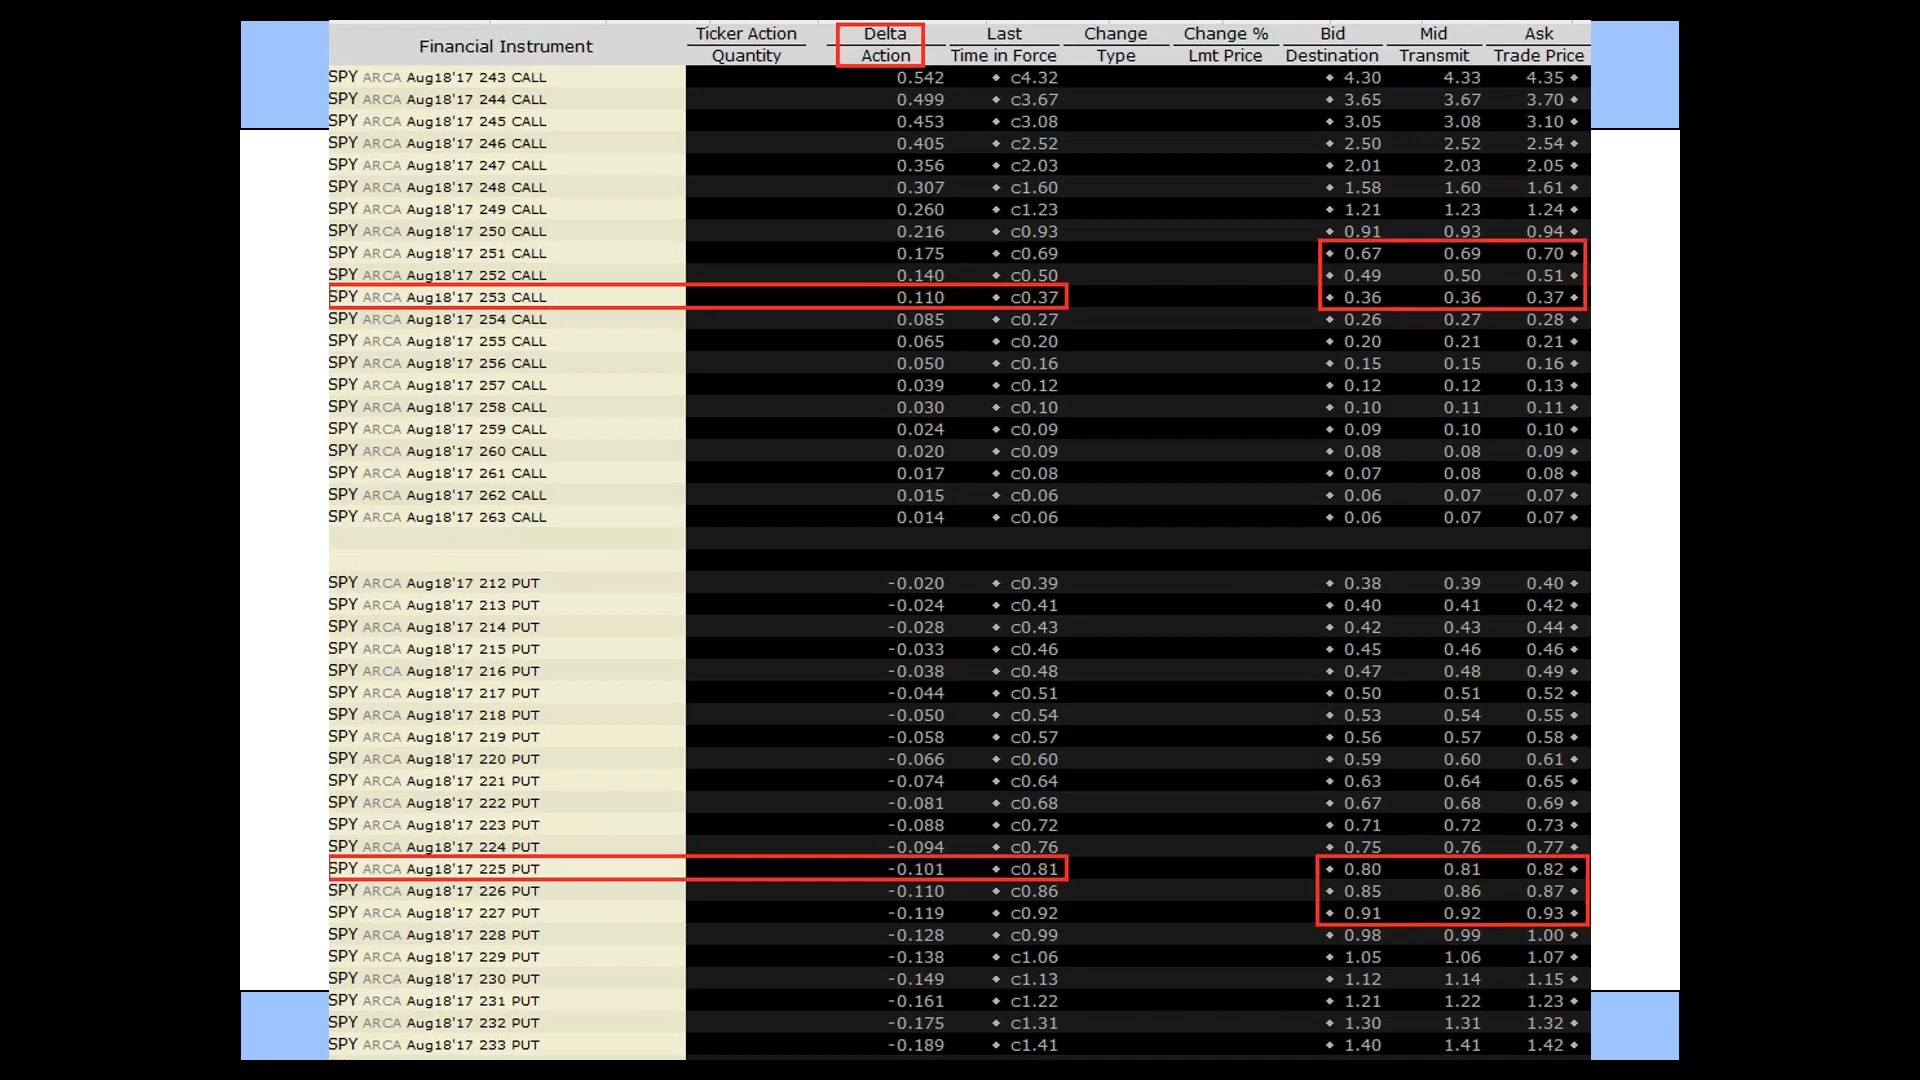 Financial Instrument Ticker Action Delta Last Change Change % Bid Mid Ask
Quantity Action Time in Force Type Lmt Price Destination Transmit Trade Price
SPY ARCA Aug18'17 243 CALL 0.542 c4.32 4.30 4.33 4.35
SPY ARCA Aug18'17 244 CALL 0.499 c3.67 3.65 3.67 3.70
SPY ARCA Aug18'17 245 CALL 0.453 c3.08 3.05 3.08 3.10
SPY ARCA Aug18'17 246 CALL 0.405 c2.52 2.50 2.52 2.54
SPY ARCA Aug18'17 247 CALL 0.356 c2.03 2.01 2.03 2.05
SPY ARCA Aug18'17 248 CALL 0.307 c1.60 1.58 1.60 1.61
SPY ARCA Aug18'17 249 CALL 0.260 c1.23 1.21 1.23 1.24
SPY ARCA Aug18'17 250 CALL 0.216 c0.93 0.91 0.93 0.94
SPY ARCA Aug18'17 251 CALL 0.175 c0.69 0.67 0.69 0.70
SPY ARCA Aug18'17 252 CALL 0.140 c0.50 0.49 0.50 0.51
SPY ARCA Aug18'17 253 CALL 0.110 c0.37 0.36 0.36 0.37
SPY ARCA Aug18'17 254 CALL 0.085 c0.27 0.26 0.27 0.28
SPY ARCA Aug18'17 255 CALL 0.065 c0.20 0.20 0.21 0.21
SPY ARCA Aug18'17 256 CALL 0.050 c0.16 0.15 0.15 0.16
SPY ARCA Aug18'17 257 CALL 0.039 c0.12 0.12 0.12 0.13
SPY ARCA Aug18'17 258 CALL 0.030 c0.10 0.10 0.11 0.11
SPY ARCA Aug18'17 259 CALL 0.024 c0.09 0.09 0.10 0.10
SPY ARCA Aug18'17 260 CALL 0.020 c0.09 0.08 0.08 0.09
SPY ARCA Aug18'17 261 CALL 0.017 c0.08 0.07 0.08 0.08
SPY ARCA Aug18'17 262 CALL 0.015 c0.06 0.06 0.07 0.07
SPY ARCA Aug18'17 263 CALL 0.014 c0.06 0.06 0.07 0.07
SPY ARCA Aug18'17 212 PUT -0.020 c0.39 0.38 0.39 0.40
SPY ARCA Aug18'17 213 PUT -0.024 c0.41 0.40 0.41 0.42
SPY ARCA Aug18'17 214 PUT -0.028 c0.43 0.42 0.43 0.44
SPY ARCA Aug18'17 215 PUT -0.033 c0.46 0.45 0.46 0.46
SPY ARCA Aug18'17 216 PUT -0.038 c0.48 0.47 0.48 0.49
SPY ARCA Aug18'17 217 PUT -0.044 c0.51 0.50 0.51 0.52
SPY ARCA Aug18'17 218 PUT -0.050 c0.54 0.53 0.54 0.55
SPY ARCA Aug18'17 219 PUT -0.058 c0.57 0.56 0.57 0.58
SPY ARCA Aug18'17 220 PUT -0.066 c0.60 0.59 0.60 0.61
SPY ARCA Aug18'17 221 PUT -0.074 c0.64 0.63 0.64 0.65
SPY ARCA Aug18'17 222 PUT -0.081 c0.68 0.67 0.68 0.69
SPY ARCA Aug18'17 223 PUT -0.088 c0.72 0.71 0.72 0.73
SPY ARCA Aug18'17 224 PUT -0.094 c0.76 0.75 0.76 0.77
SPY ARCA Aug18'17 225 PUT -0.101 c0.81 0.80 0.81 0.82
SPY ARCA Aug18'17 226 PUT -0.110 c0.86 0.85 0.86 0.87
SPY ARCA Aug18'17 227 PUT -0.119 c0.92 0.91 0.92 0.93
SPY ARCA Aug18'17 228 PUT -0.128 c0.99 0.98 0.99 1.00
SPY ARCA Aug18'17 229 PUT -0.138 c1.06 1.05 1.06 1.07
SPY ARCA Aug18'17 230 PUT -0.149 c1.13 1.12 1.14 1.15
SPY ARCA Aug18'17 231 PUT -0.161 c1.22 1.21 1.22 1.23
SPY ARCA Aug18'17 232 PUT -0.175 c1.31 1.30 1.31 1.32
SPY ARCA Aug18'17 233 PUT -0.189 c1.41 1.40 1.41 1.42